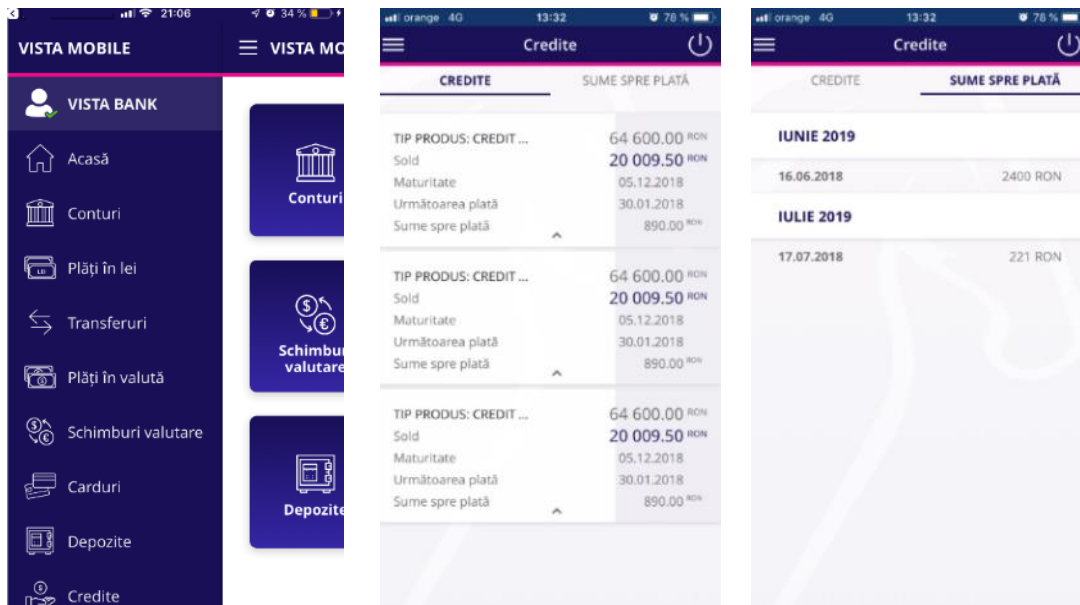 21:06
34 %
VISTA MOBILE
VISTA MO
VISTA BANK
Acasă
Conturi
Plăți în lei
Transferuri
Plăți în valută
Schimburi valutare
Carduri
Depozite
Credite
Conturi
Schimbur
valutare
Depozite
orange 4G 13:32 78 %
Credite
CREDITE SUME SPRE PLATĂ
TIP PRODUS: CREDIT ... 64 600.00 RON
Sold 20 009.50 RON
Maturitate 05.12.2018
Următoarea plată 30.01.2018
Sume spre plată 890.00 RON
TIP PRODUS: CREDIT ... 64 600.00 RON
Sold 20 009.50 RON
Maturitate 05.12.2018
Următoarea plată 30.01.2018
Sume spre plată 890.00 RON
TIP PRODUS: CREDIT ... 64 600.00 RON
Sold 20 009.50 RON
Maturitate 05.12.2018
Următoarea plată 30.01.2018
Sume spre plată 890.00 RON
orange 4G 13:32 78 %
Credite
CREDITE SUME SPRE PLATĂ
IUNIE 2019
16.06.2018 2400 RON
IULIE 2019
17.07.2018 221 RON